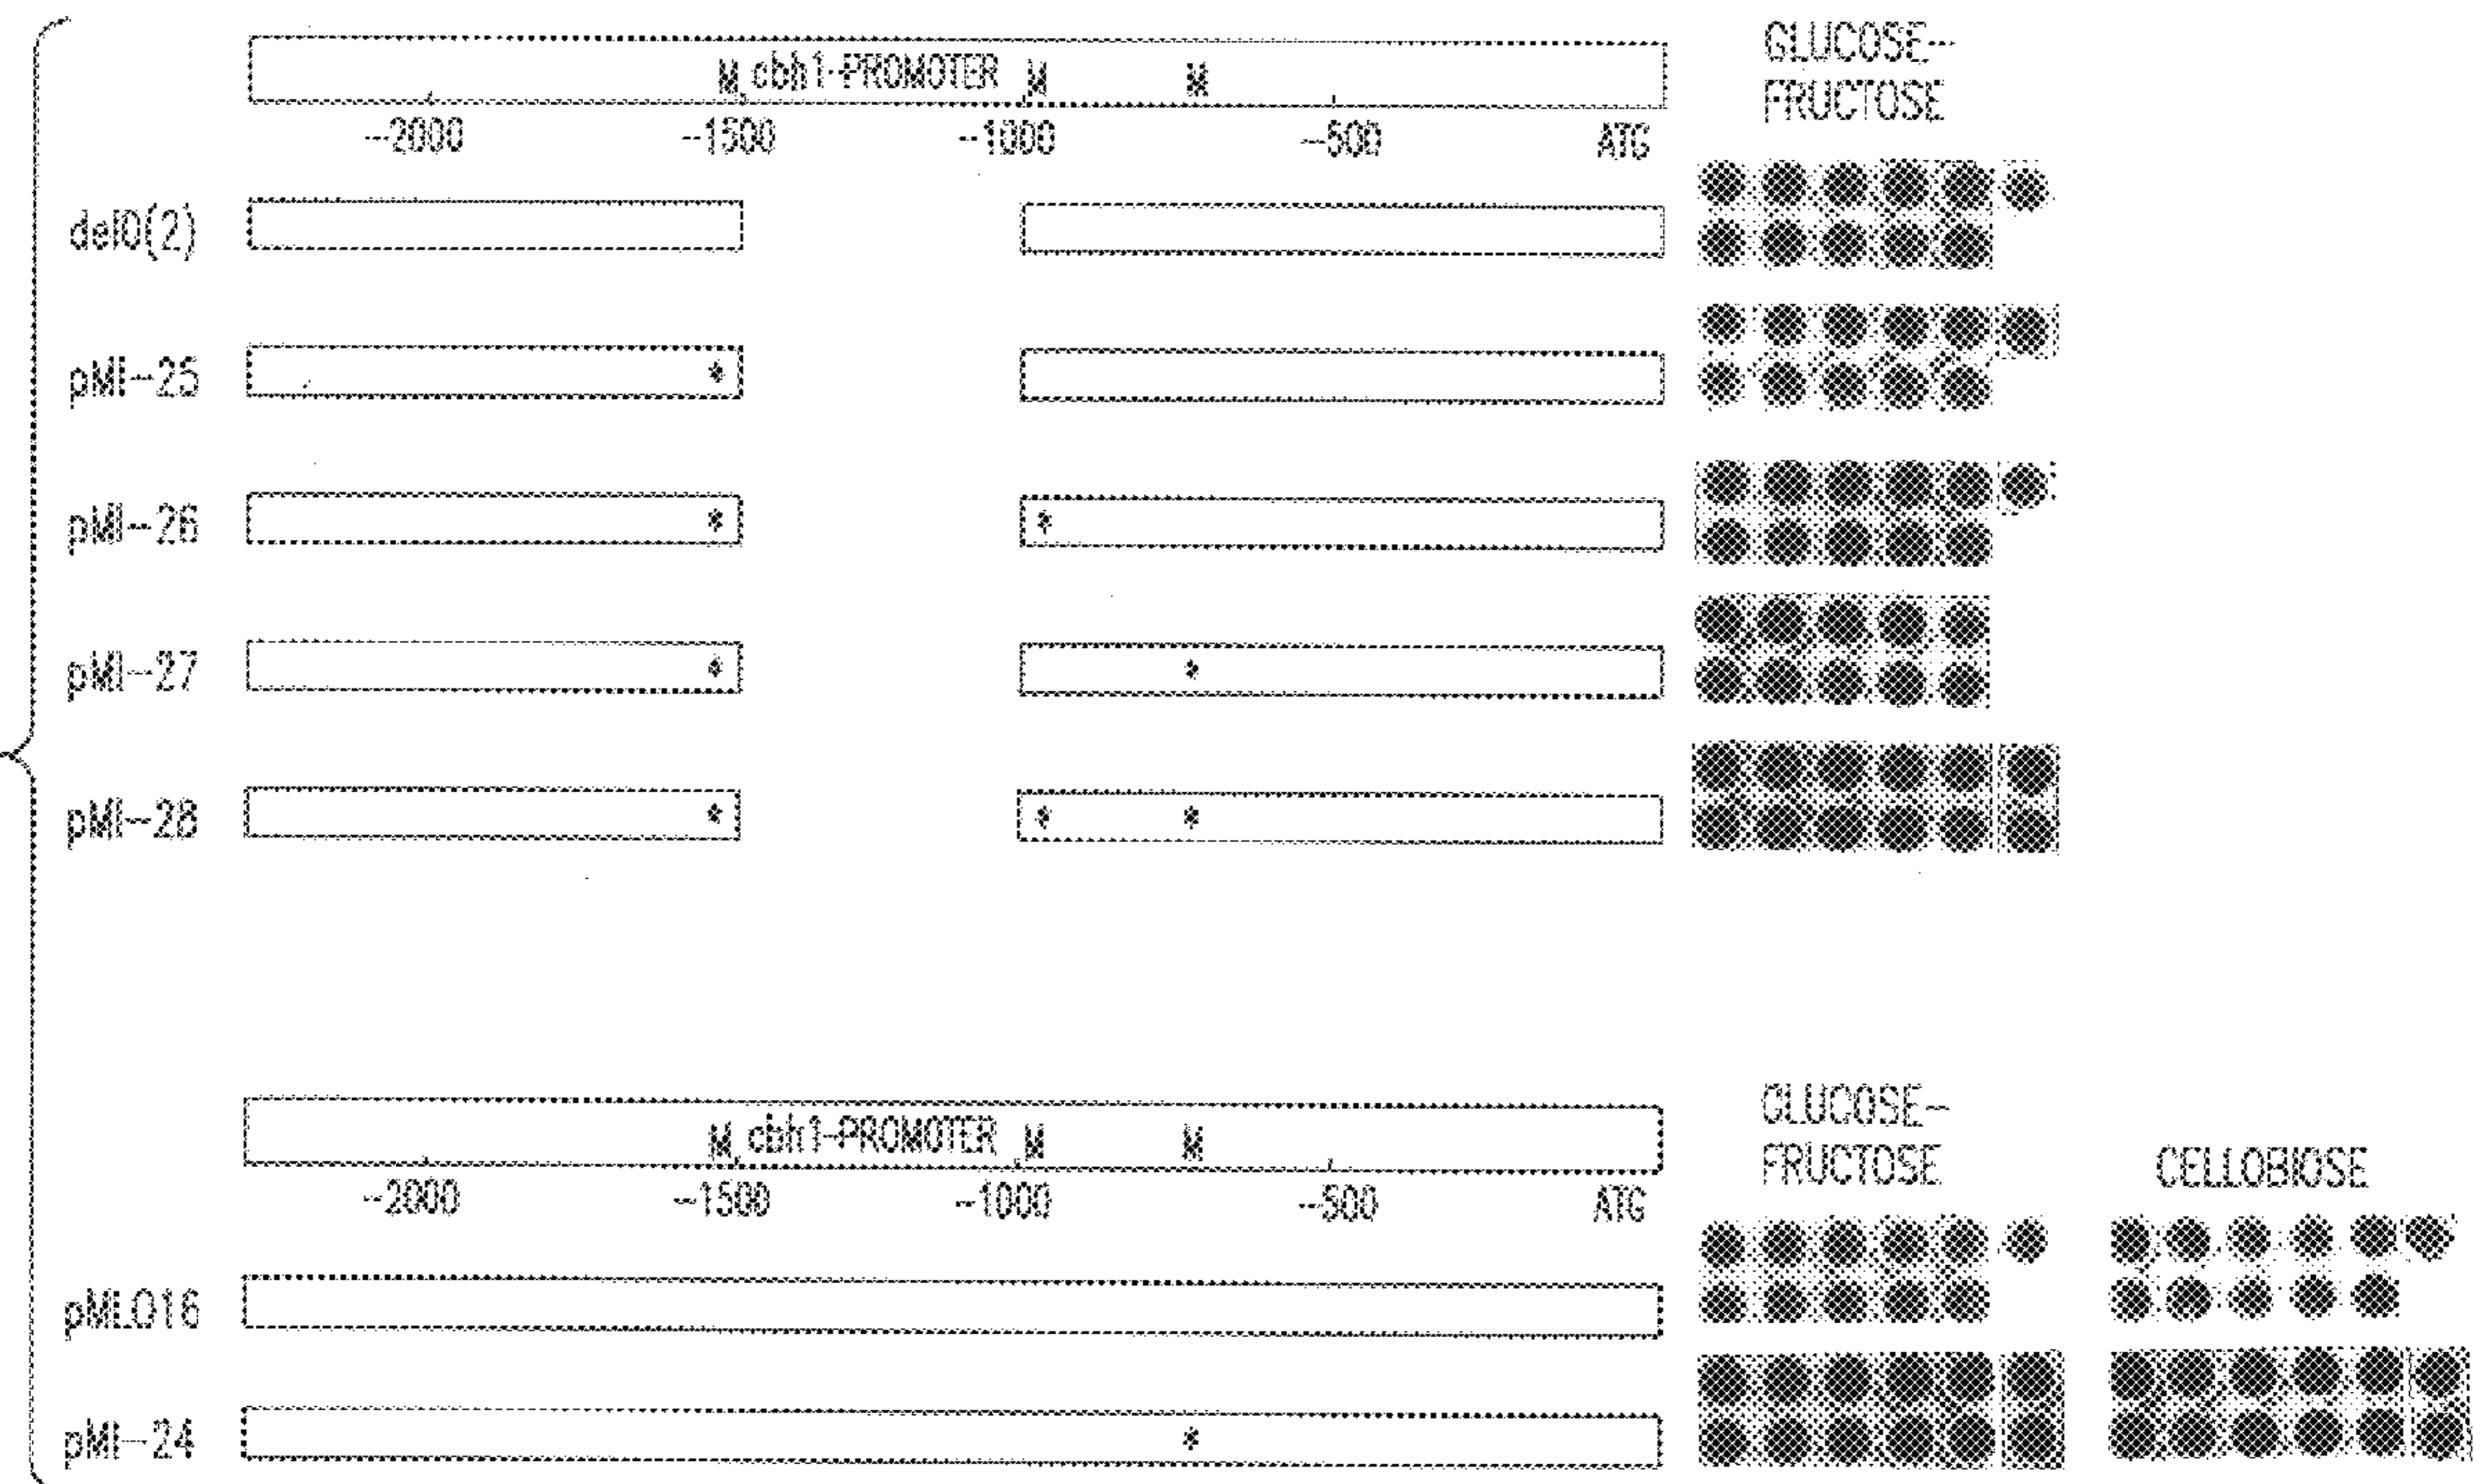 GLUCOSE-
FRUCTOSE
M cbh1-PROMOTER M M
-2000 -1500 -1000 -500 ATG
del0(2)
pMI-25
pMI-26
pMI-27
pMI-28
GLUCOSE-
FRUCTOSE
CELLOBIOSE
M cbh1-PROMOTER M M
-2000 -1500 -1000 -500 ATG
pMLO16
pMI-24